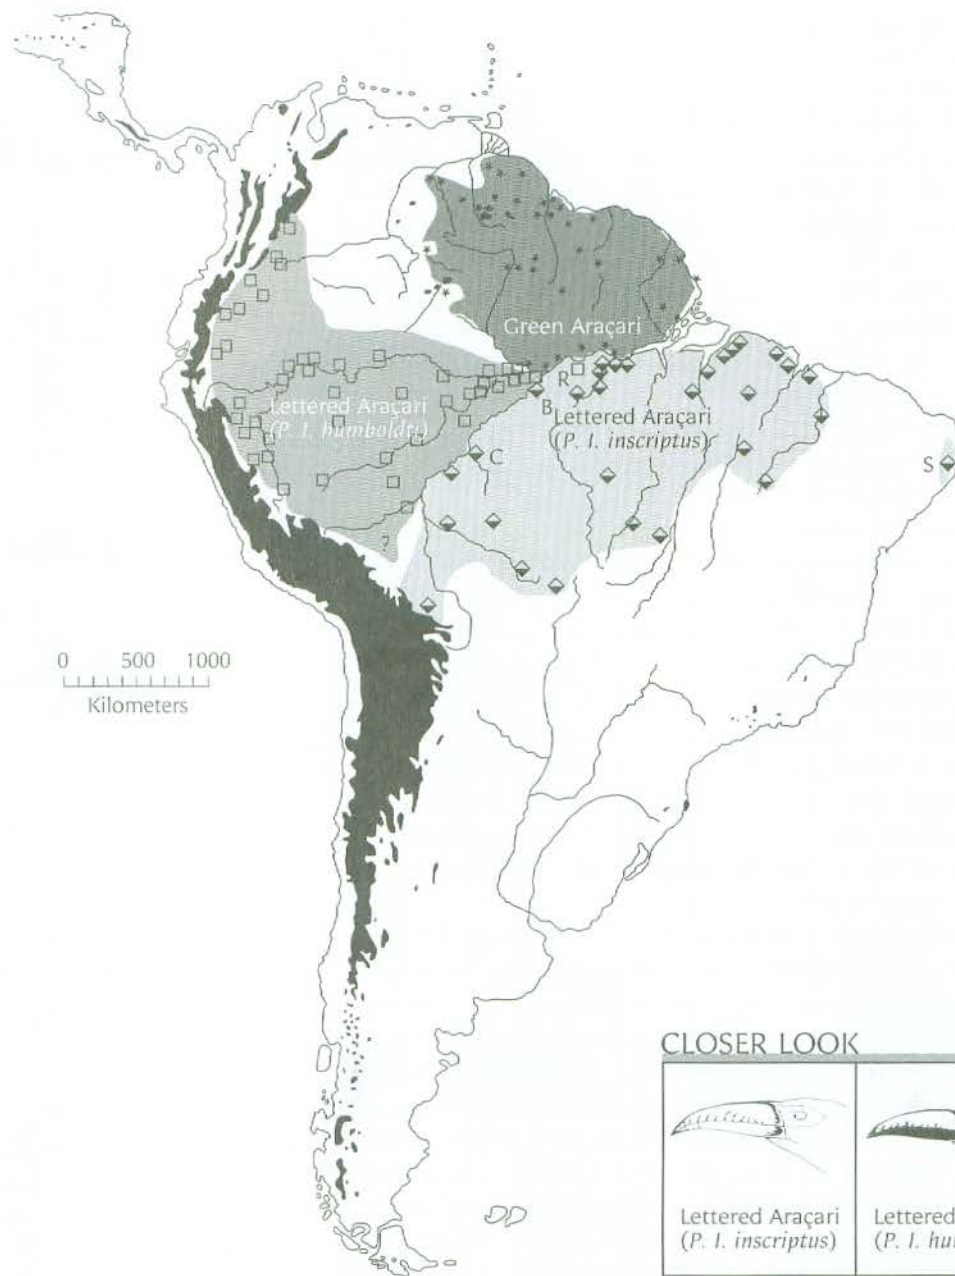 Green Araçari
R
B
Lettered Araçari
(P. I. humboldti)
Lettered Araçari
(P. I. inscriptus)
C
S
?
0 500 1000
Kilometers
CLOSER LOOK
Lettered Araçari
(P. I. inscriptus)
Lettered
(P. I. hu